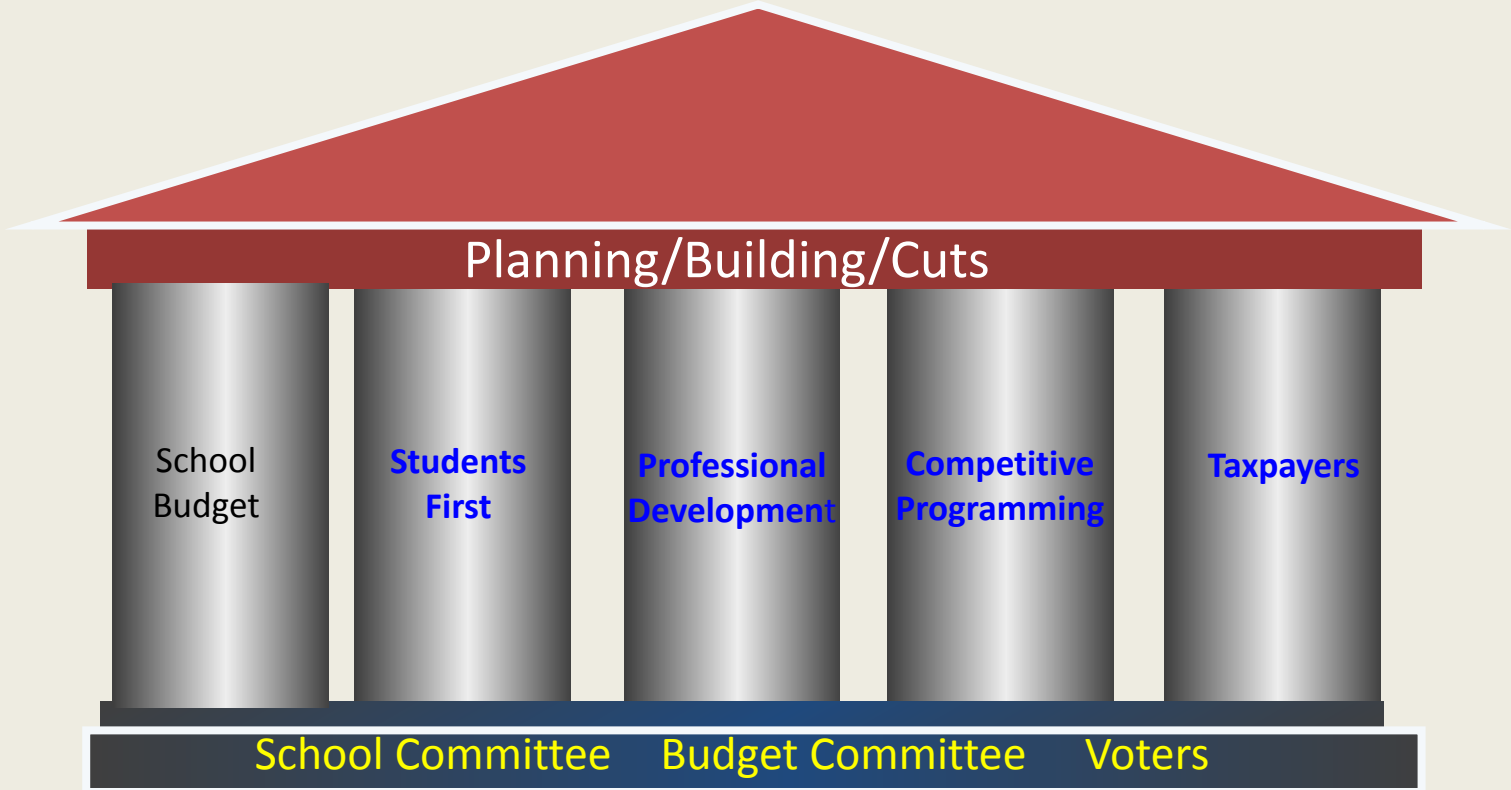 Planning/Building/Cuts
School
Budget
Students
First
Professional
Development
Competitive
Programming
Taxpayers
School Committee Budget Committee Voters